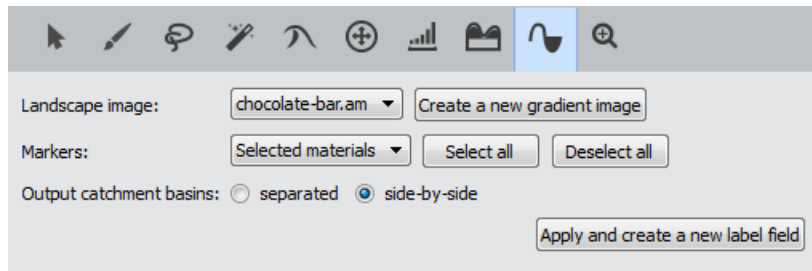 Landscape image: chocolate-bar.am Create a new gradient image
Markers: Selected materials Select all Deselect all
Output catchment basins: separated side-by-side
Apply and create a new label field